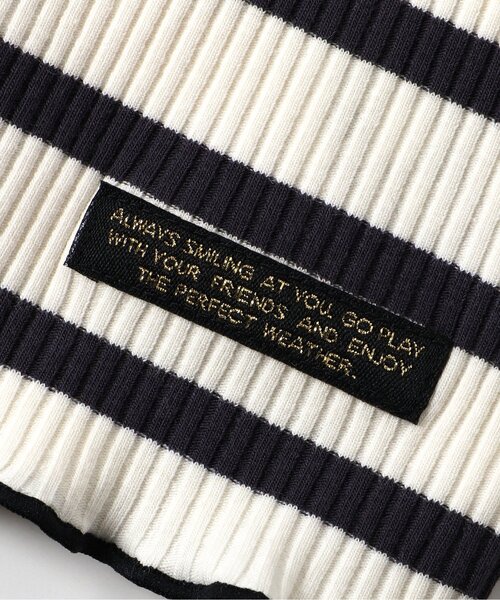 ALWAYS SMILING AT YOU. GO PLAY
WITH YOUR FRIENDS AND ENJOY
THE PERFECT WEATHER.